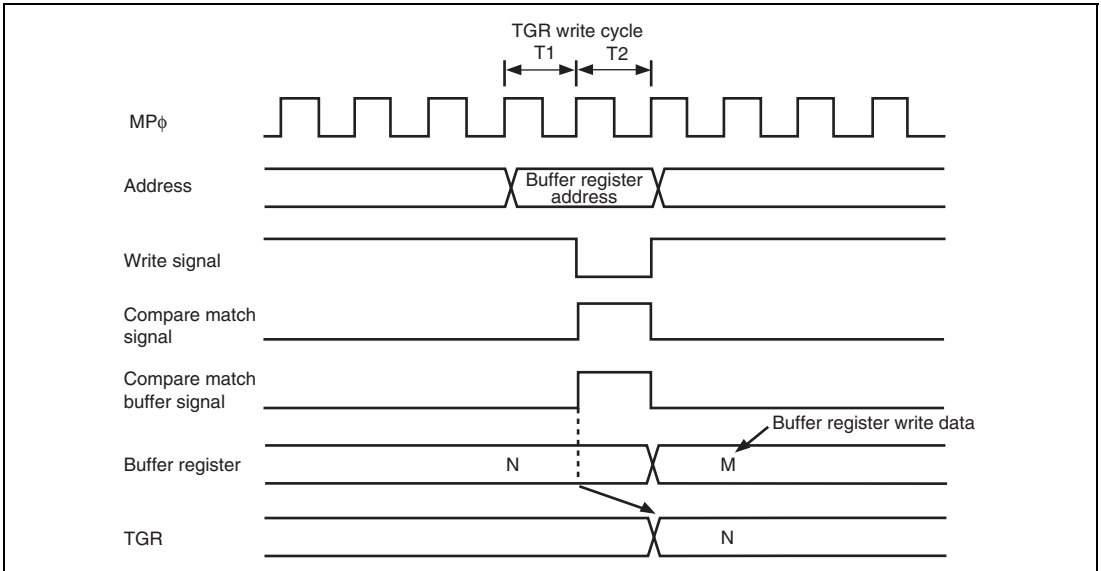 TGR write cycle
T1 T2
MPϕ
Address
Buffer register
address
Write signal
Compare match
signal
Compare match
buffer signal
Buffer register write data
Buffer register
N
M
TGR
N